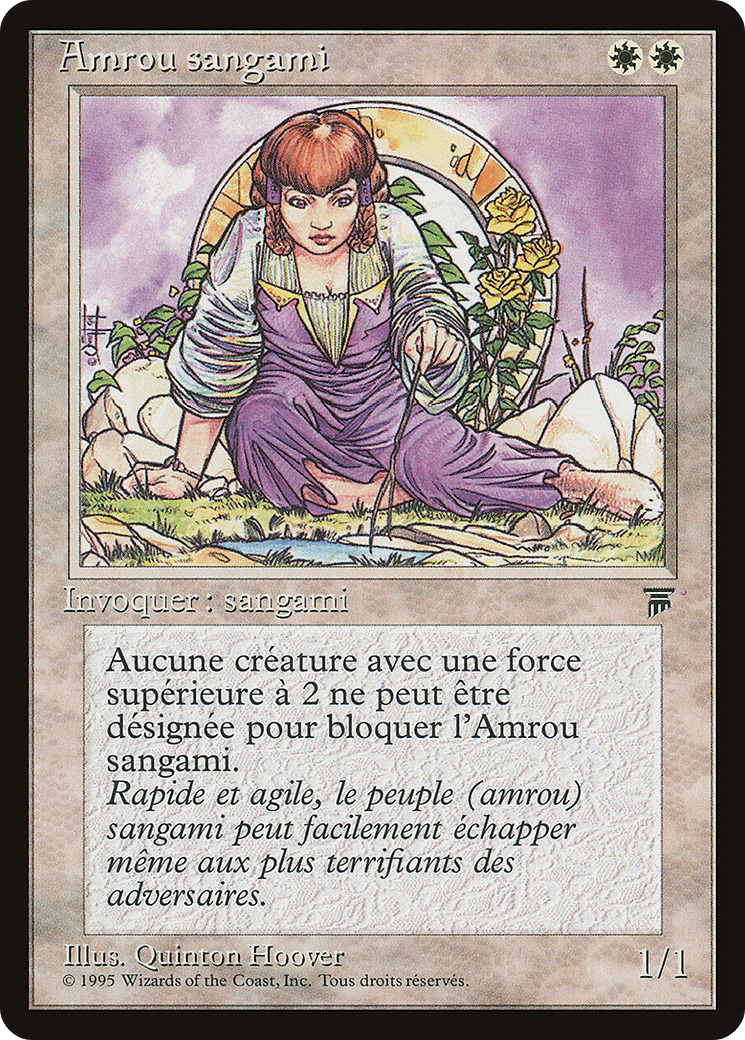 Amrou sangami
Invoquer : sangami
Aucune créature avec une force
supérieure à 2 ne peut être
désignée pour bloquer l'Amrou
sangami.
Rapide et agile, le peuple (amrou)
sangami peut facilement échapper
même aux plus terrifiants des
adversaires.
Illus. Quinton Hoover
1/1
© 1995 Wizards of the Coast, Inc. Tous droits réservés.